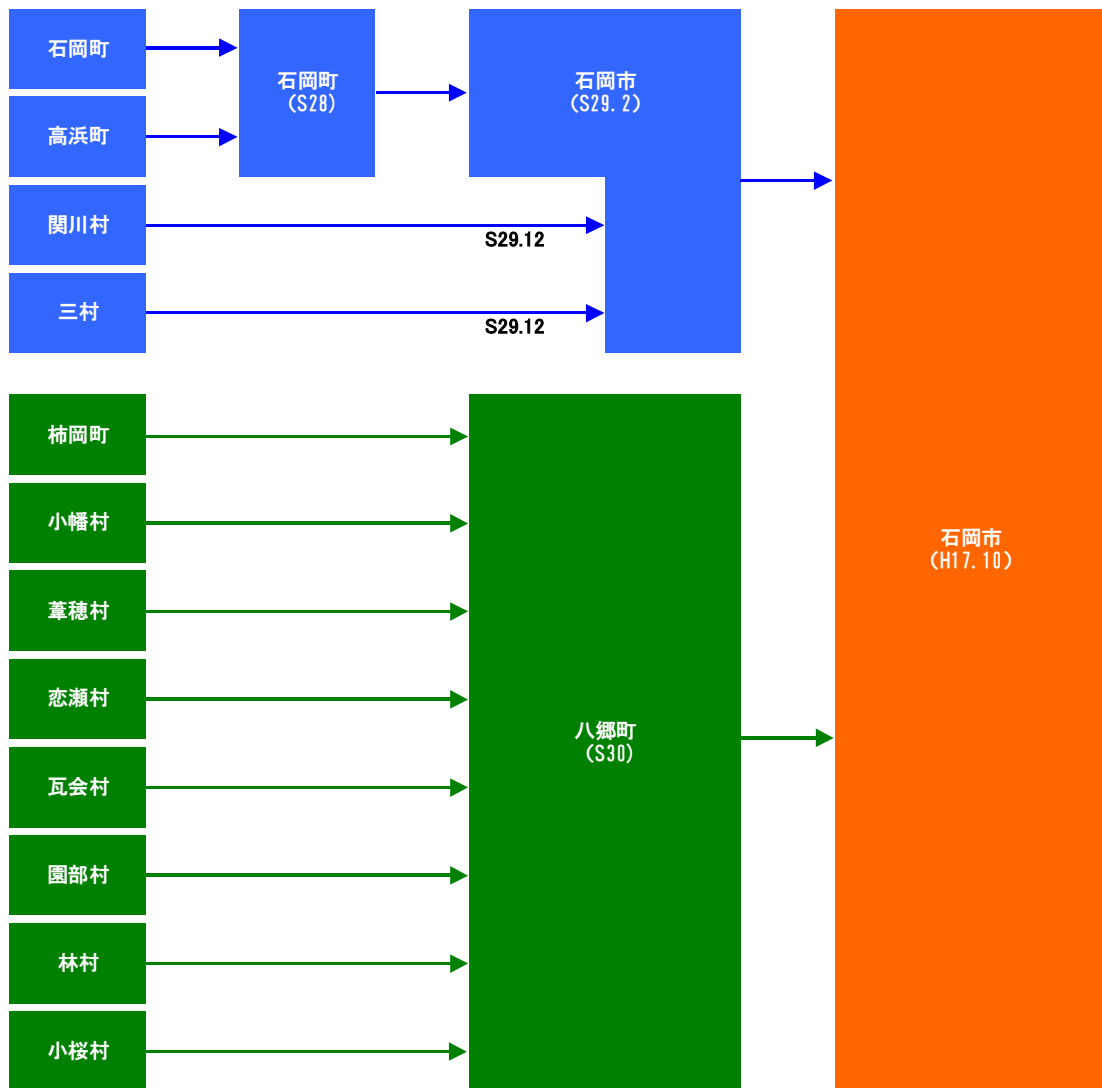 石岡町
高浜町
関川村
三村
石岡町
(S28)
石岡市
(S29.2)
S29.12
S29.12
柿岡町
小幡村
葦穂村
恋瀬村
瓦会村
園部村
林村
小桜村
八郷町
(S30)
石岡市
(H17.10)